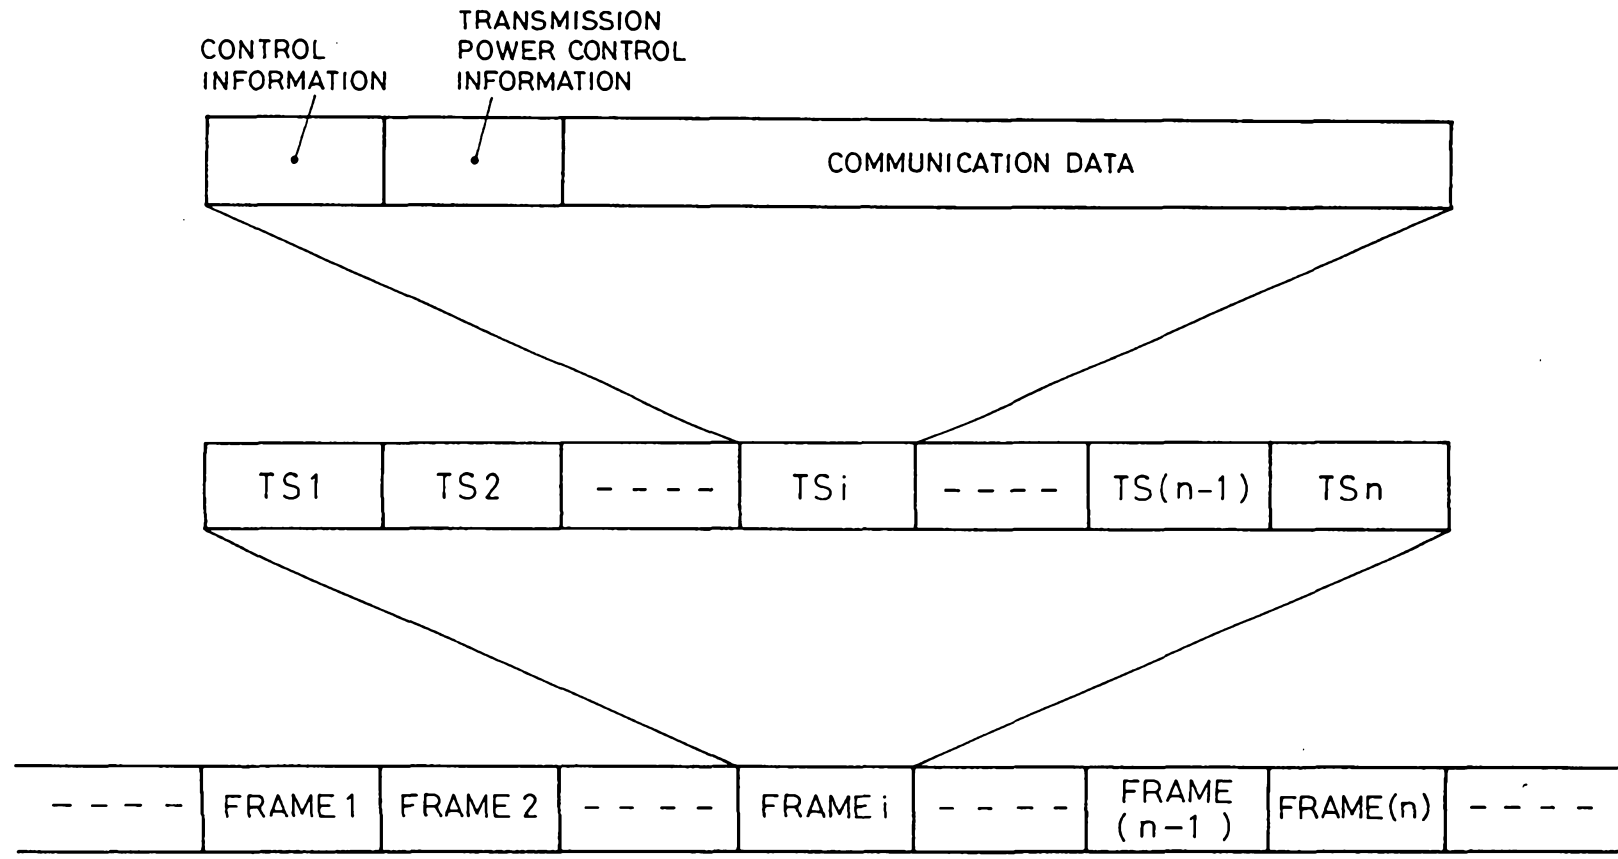 CONTROL
INFORMATION
TRANSMISSION
POWER CONTROL
INFORMATION
COMMUNICATION DATA
TS1 TS2 ---- TSi ---- TS(n-1) TSn
---- FRAME 1 FRAME 2 ---- FRAME i ---- FRAME (n-1) FRAME(n) ----